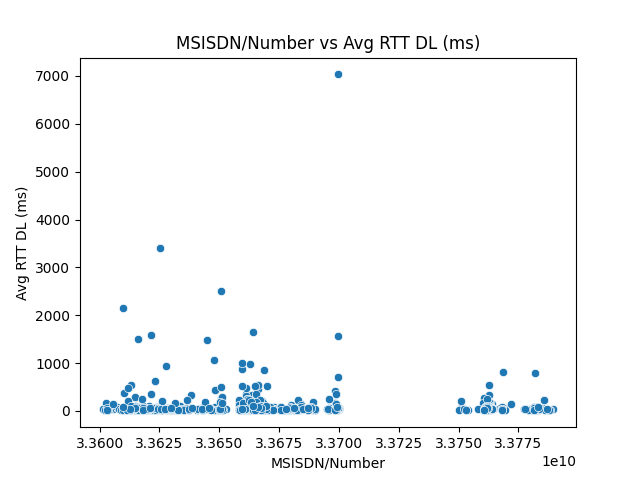 MSISDN/Number vs Avg RTT DL (ms)
7000
6000
5000
4000
3000
2000
1000
0
Avg RTT DL (ms)
3.3600 3.3625 3.3650 3.3675 3.3700 3.3725 3.3750 3.3775
MSISDN/Number
1e10